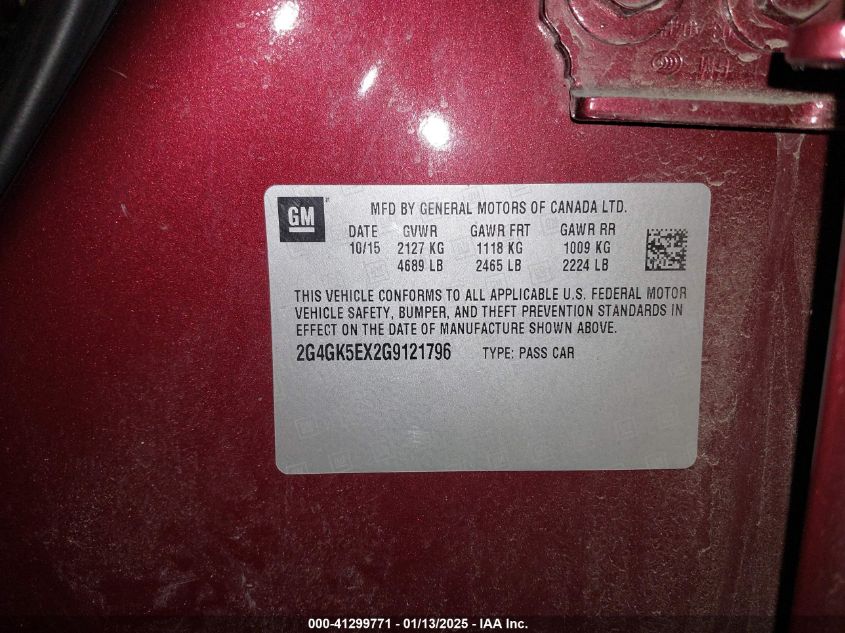 GM
MFD BY GENERAL MOTORS OF CANADA LTD.
DATE GVWR GAWR FRT GAWR RR
10/15 2127 KG 1118 KG 1009 KG
4689 LB 2465 LB 2224 LB
THIS VEHICLE CONFORMS TO ALL APPLICABLE U.S. FEDERAL MOTOR
VEHICLE SAFETY, BUMPER, AND THEFT PREVENTION STANDARDS IN
EFFECT ON THE DATE OF MANUFACTURE SHOWN ABOVE.
2G4GK5EX2G9121796 TYPE: PASS CAR
000-41299771 - 01/13/2025 - IAA Inc.